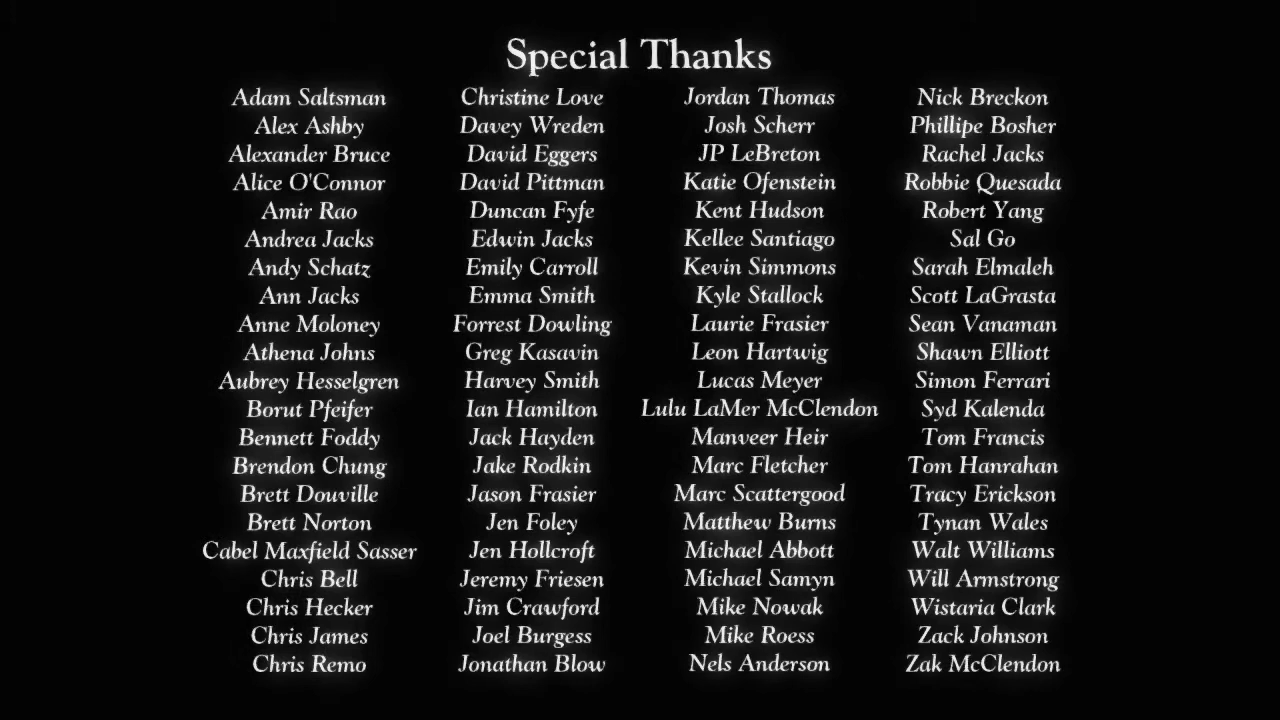 Special Thanks
Adam Saltsman
Alex Ashby
Alexander Bruce
Alice O'Connor
Amir Rao
Andrea Jacks
Andy Schatz
Ann Jacks
Anne Moloney
Athena Johns
Aubrey Hesselgren
Borut Pfeifer
Bennett Foddy
Brendon Chung
Brett Douville
Brett Norton
Cabel Maxfield Sasser
Chris Bell
Chris Hecker
Chris James
Chris Remo
Christine Love
Davey Wreden
David Eggers
David Pittman
Duncan Fyfe
Edwin Jacks
Emily Carroll
Emma Smith
Forrest Dowling
Greg Kasavin
Harvey Smith
Ian Hamilton
Jack Hayden
Jake Rodkin
Jason Frasier
Jen Foley
Jen Hollcroft
Jeremy Friesen
Jim Crawford
Joel Burgess
Jonathan Blow
Jordan Thomas
Josh Scherr
JP LeBreton
Katie Ofenstein
Kent Hudson
Kellee Santiago
Kevin Simmons
Kyle Stallock
Laurie Frasier
Leon Hartwig
Lucas Meyer
Lulu LaMer McClendon
Manveer Heir
Marc Fletcher
Marc Scattergood
Matthew Burns
Michael Abbott
Michael Samyn
Mike Nowak
Mike Roess
Nels Anderson
Nick Breckon
Phillipe Bosher
Rachel Jacks
Robbie Quesada
Robert Yang
Sal Go
Sarah Elmaleh
Scott LaGrasta
Sean Vanaman
Shawn Elliott
Simon Ferrari
Syd Kalenda
Tom Francis
Tom Hanrahan
Tracy Erickson
Tynan Wales
Walt Williams
Will Armstrong
Wistaria Clark
Zack Johnson
Zak McClendon